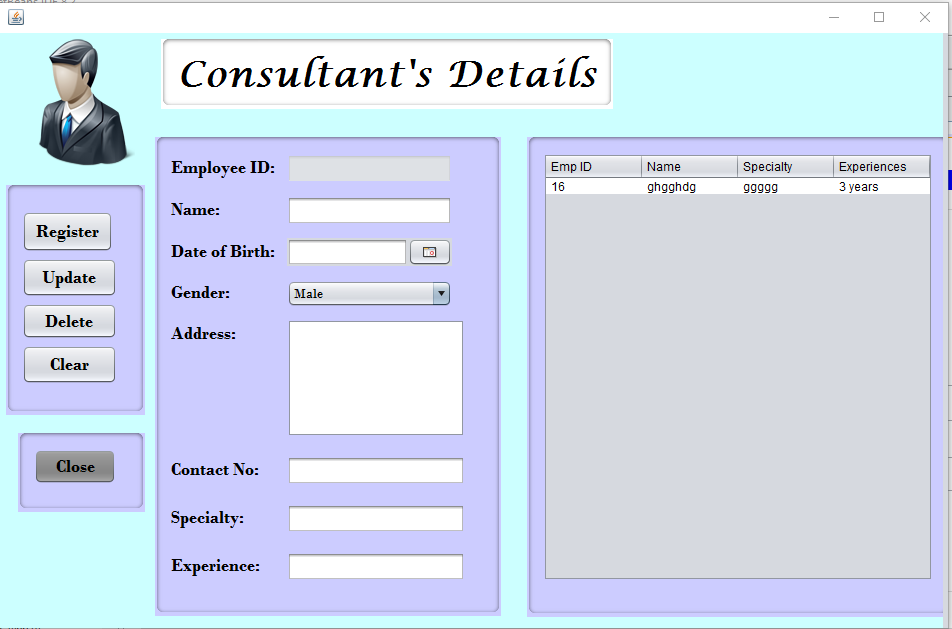 Consultant's Details
Register
Update
Delete
Clear
Close
Employee ID:
Name:
Date of Birth:
Gender: Male
Address:
Contact No:
Specialty:
Experience:
Emp ID Name Specialty Experiences
16 ghgghdg ggggg 3 years